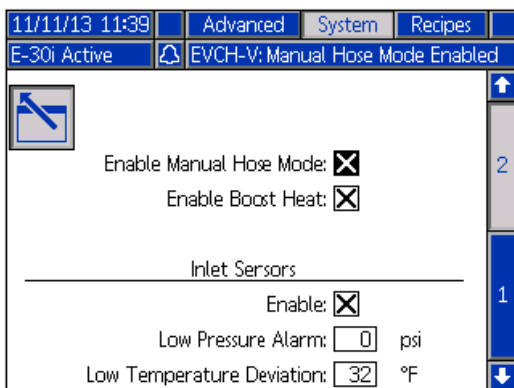 11/11/13 11:39 Advanced System Recipes
E-30i Active EVCH-V: Manual Hose Mode Enabled
Enable Manual Hose Mode:
2
Enable Boost Heat:
Inlet Sensors
Enable:
1
Low Pressure Alarm: 0 psi
Low Temperature Deviation: 32 °F